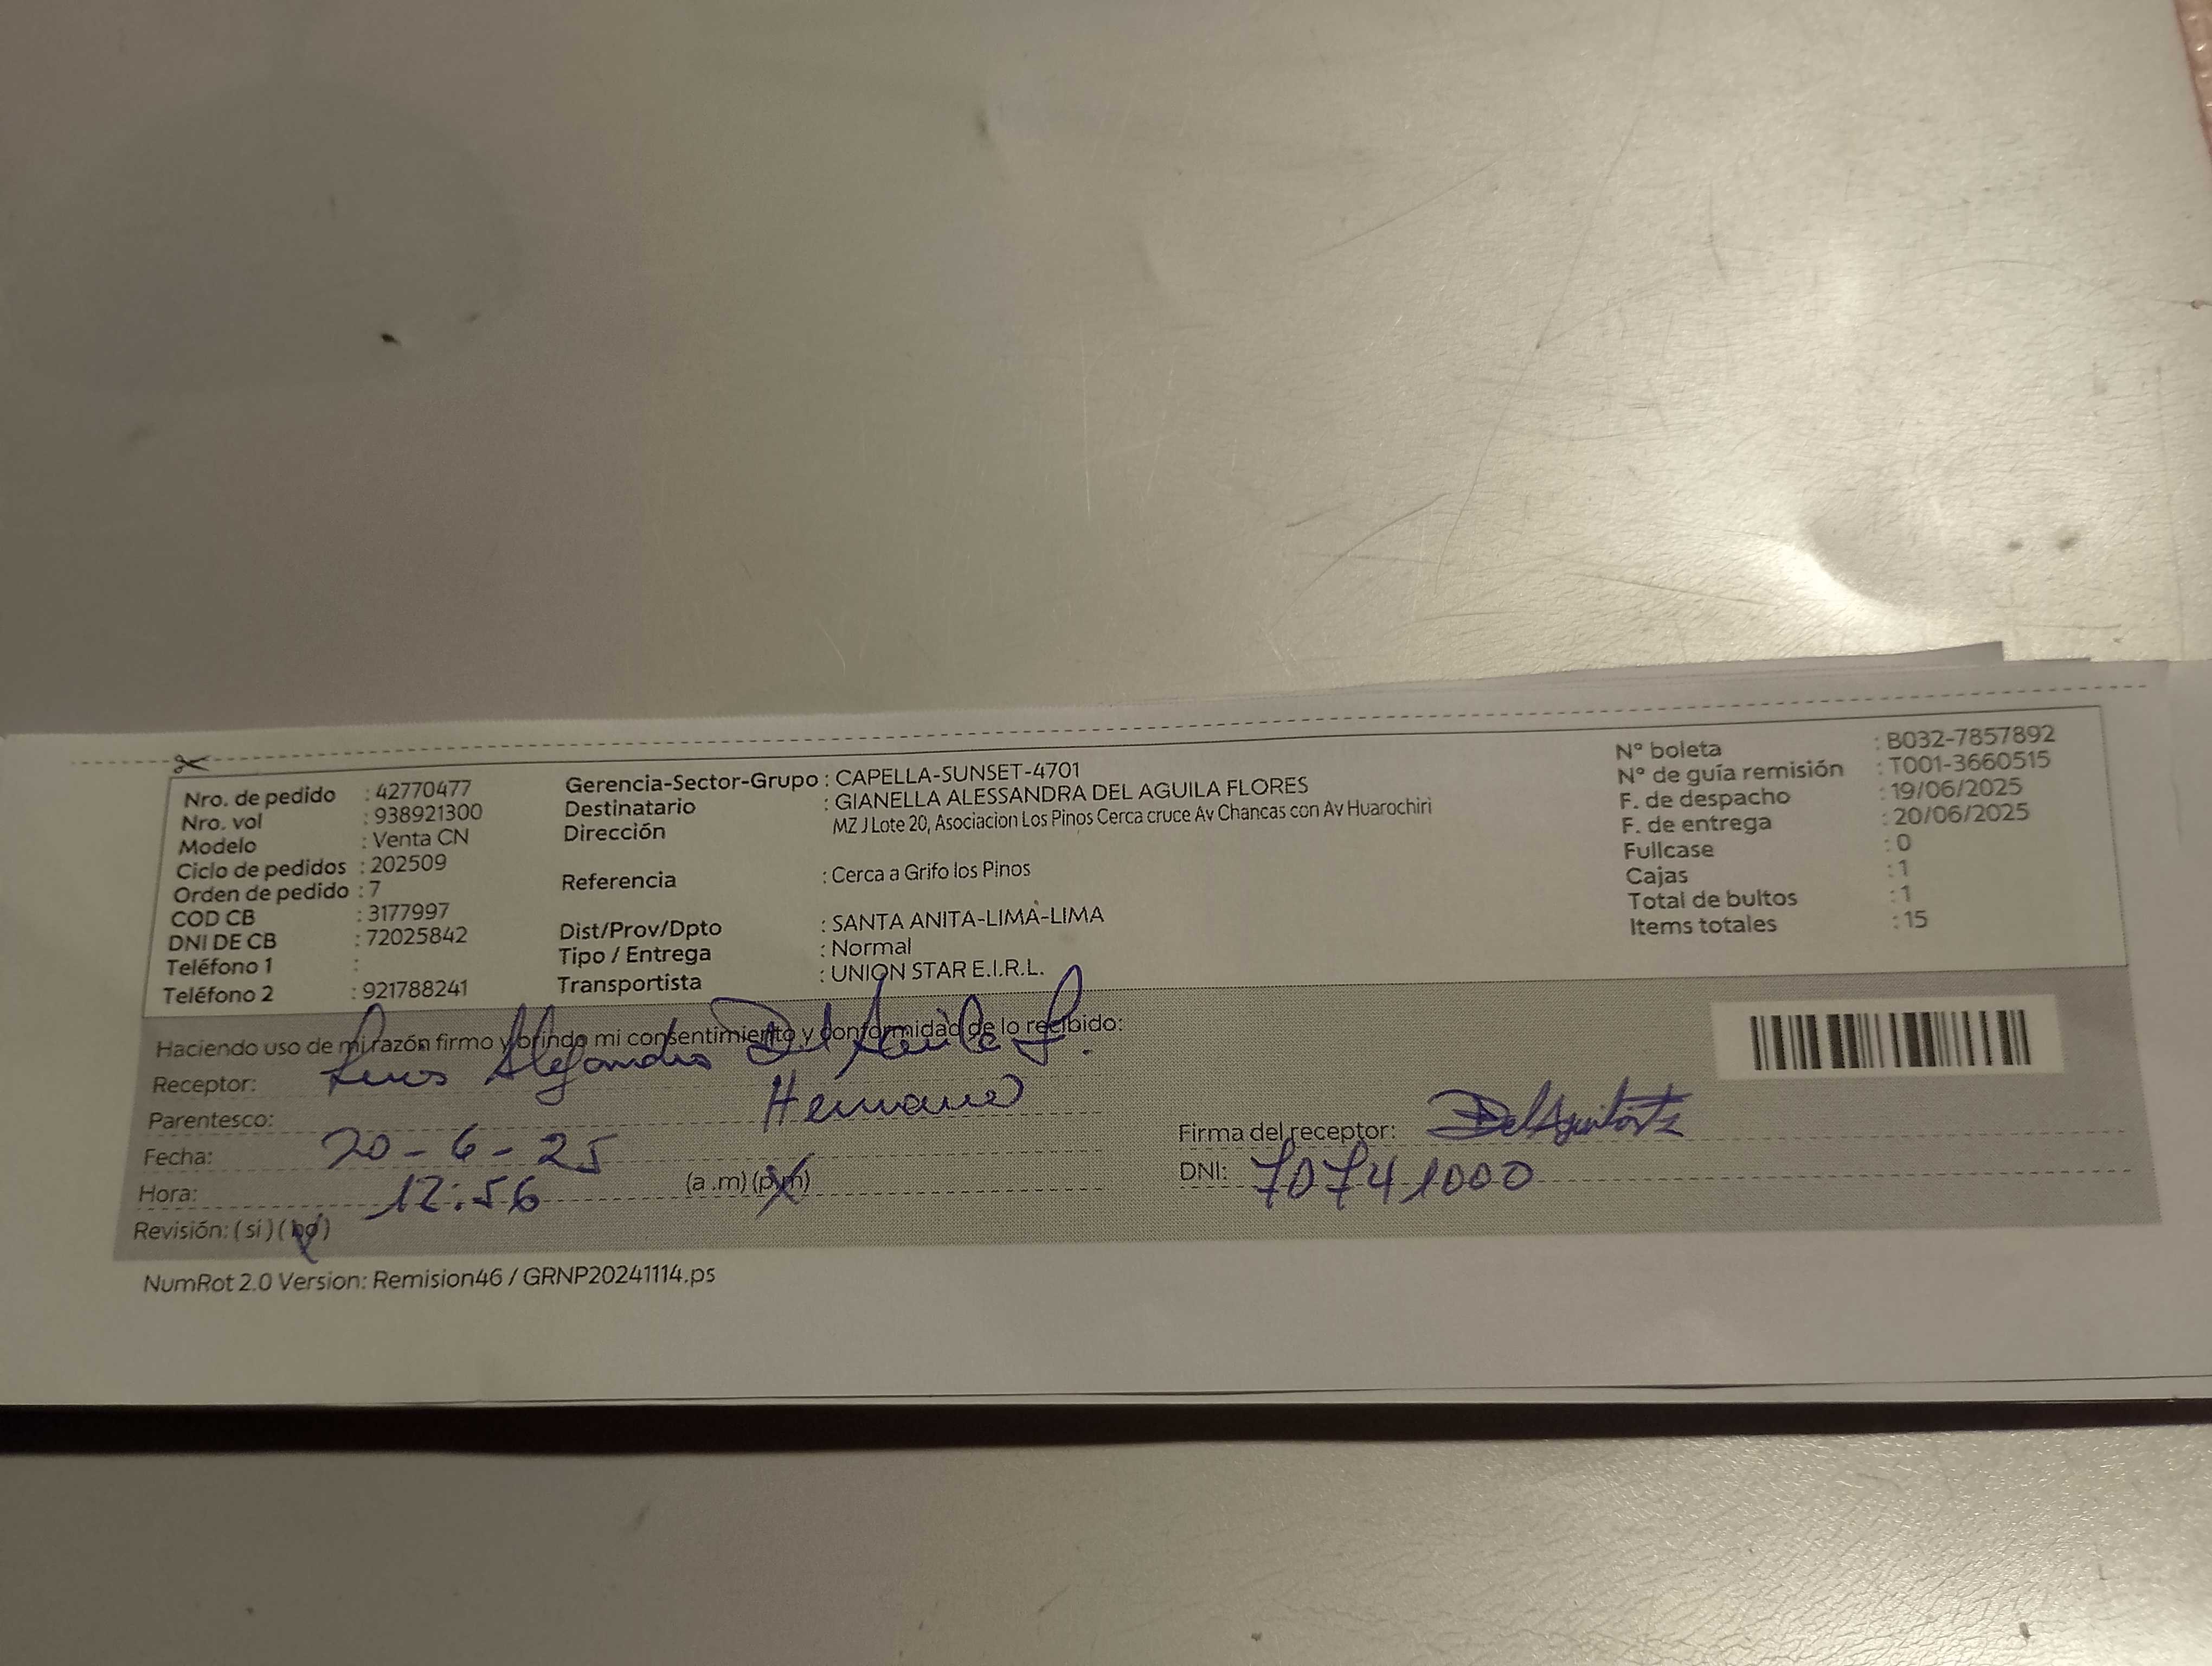 Nro. de pedido : 42770477
Nro. vol : 938921300
Modelo : Venta CN
Ciclo de pedidos : 202509
Orden de pedido : 7
COD CB : 3177997
DNI DE CB : 72025842
Teléfono 1 :
Teléfono 2 : 921788241
Gerencia-Sector-Grupo : CAPELLA-SUNSET-4701
Destinatario : GIANELLA ALESSANDRA DEL AGUILA FLORES
Dirección MZ J Lote 20, Asociacion Los Pinos Cerca cruce Av Chancas con Av Huarochiri
Referencia : Cerca a Grifo los Pinos
Dist/Prov/Dpto : SANTA ANITA-LIMA-LIMA
Tipo / Entrega : Normal
Transportista : UNION STAR E.I.R.L.
N° boleta : B032-7857892
N° de guía remisión : T001-3660515
F. de despacho : 19/06/2025
F. de entrega : 20/06/2025
Fullcase : 0
Cajas : 1
Total de bultos : 1
Items totales : 15
Haciendo uso de mi razón firmo y brindo mi consentimiento y conformidad de lo recibido:
Receptor: Luis Alejandro Del Aguila F.
Parentesco: Hermano
Fecha: 20-6-25
Hora: 12:56 (a .m) (p.m)
Revisión: ( si ) ( no )
Firma del receptor:
DNI: 70741000
NumRot 2.0 Version: Remision46 / GRNP20241114.ps